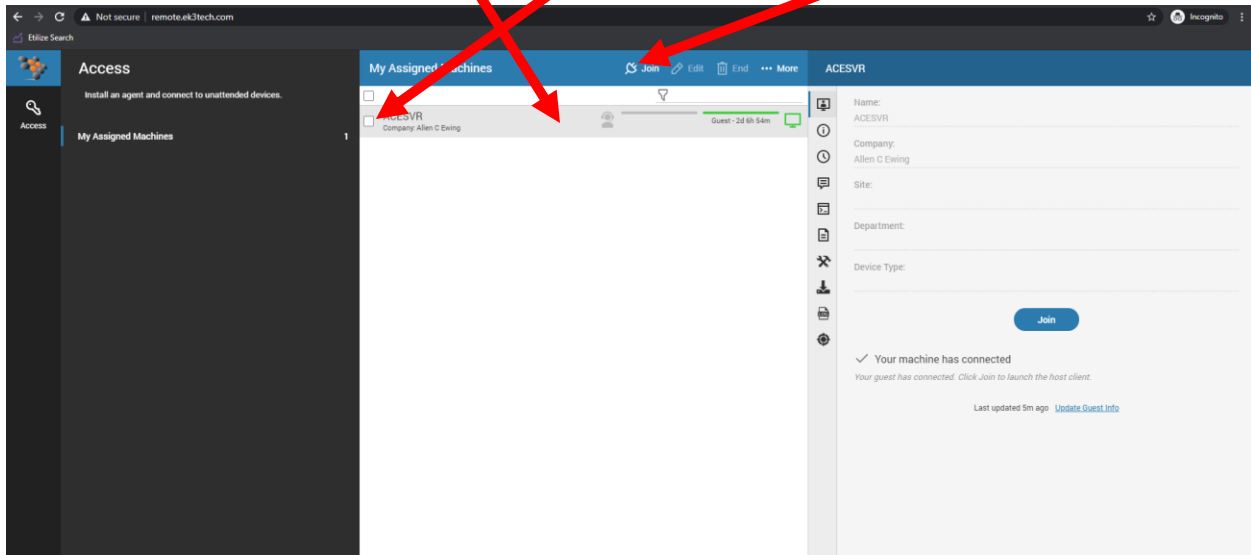 Not secure | remote.ek3tech.com
Incognito
Etilize Search
Access
Install an agent and connect to unattended devices.
Access
My Assigned Machines 1
My Assigned Machines
Join
Edit
End
More
ACESVR
Company: Allen C Ewing
Guest - 2d 6h 54m
ACESVR
Name:
ACESVR
Company:
Allen C Ewing
Site:
Department:
Device Type:
Join
Your machine has connected
Your guest has connected. Click Join to launch the host client.
Last updated 5m ago Update Guest Info